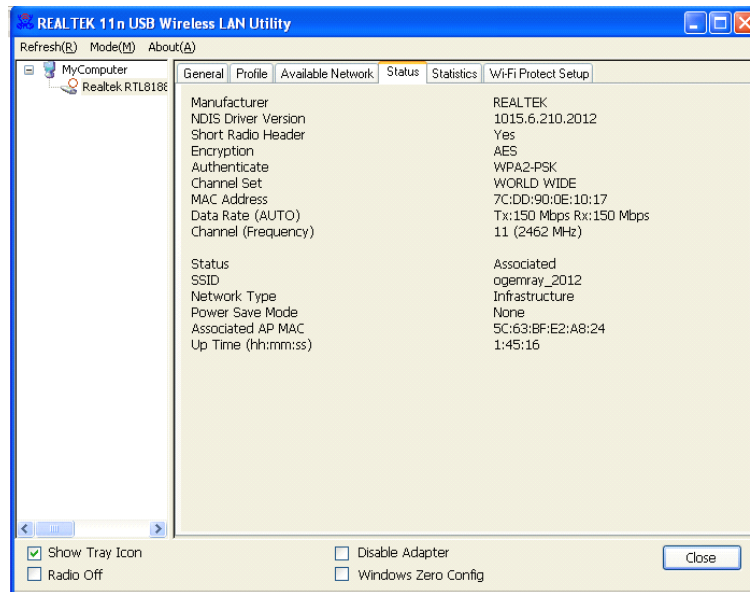 REALTEK 11n USB Wireless LAN Utility
Refresh(R) Mode(M) About(A)
MyComputer
Realtek RTL8188
General Profile Available Network Status Statistics Wi-Fi Protect Setup
Manufacturer REALTEK
NDIS Driver Version 1015.6.210.2012
Short Radio Header Yes
Encryption AES
Authenticate WPA2-PSK
Channel Set WORLD WIDE
MAC Address 7C:DD:90:0E:10:17
Data Rate (AUTO) Tx:150 Mbps Rx:150 Mbps
Channel (Frequency) 11 (2462 MHz)
Status Associated
SSID ogemray_2012
Network Type Infrastructure
Power Save Mode None
Associated AP MAC 5C:63:BF:E2:A8:24
Up Time (hh:mm:ss) 1:45:16
Show Tray Icon Disable Adapter Close
Radio Off Windows Zero Config